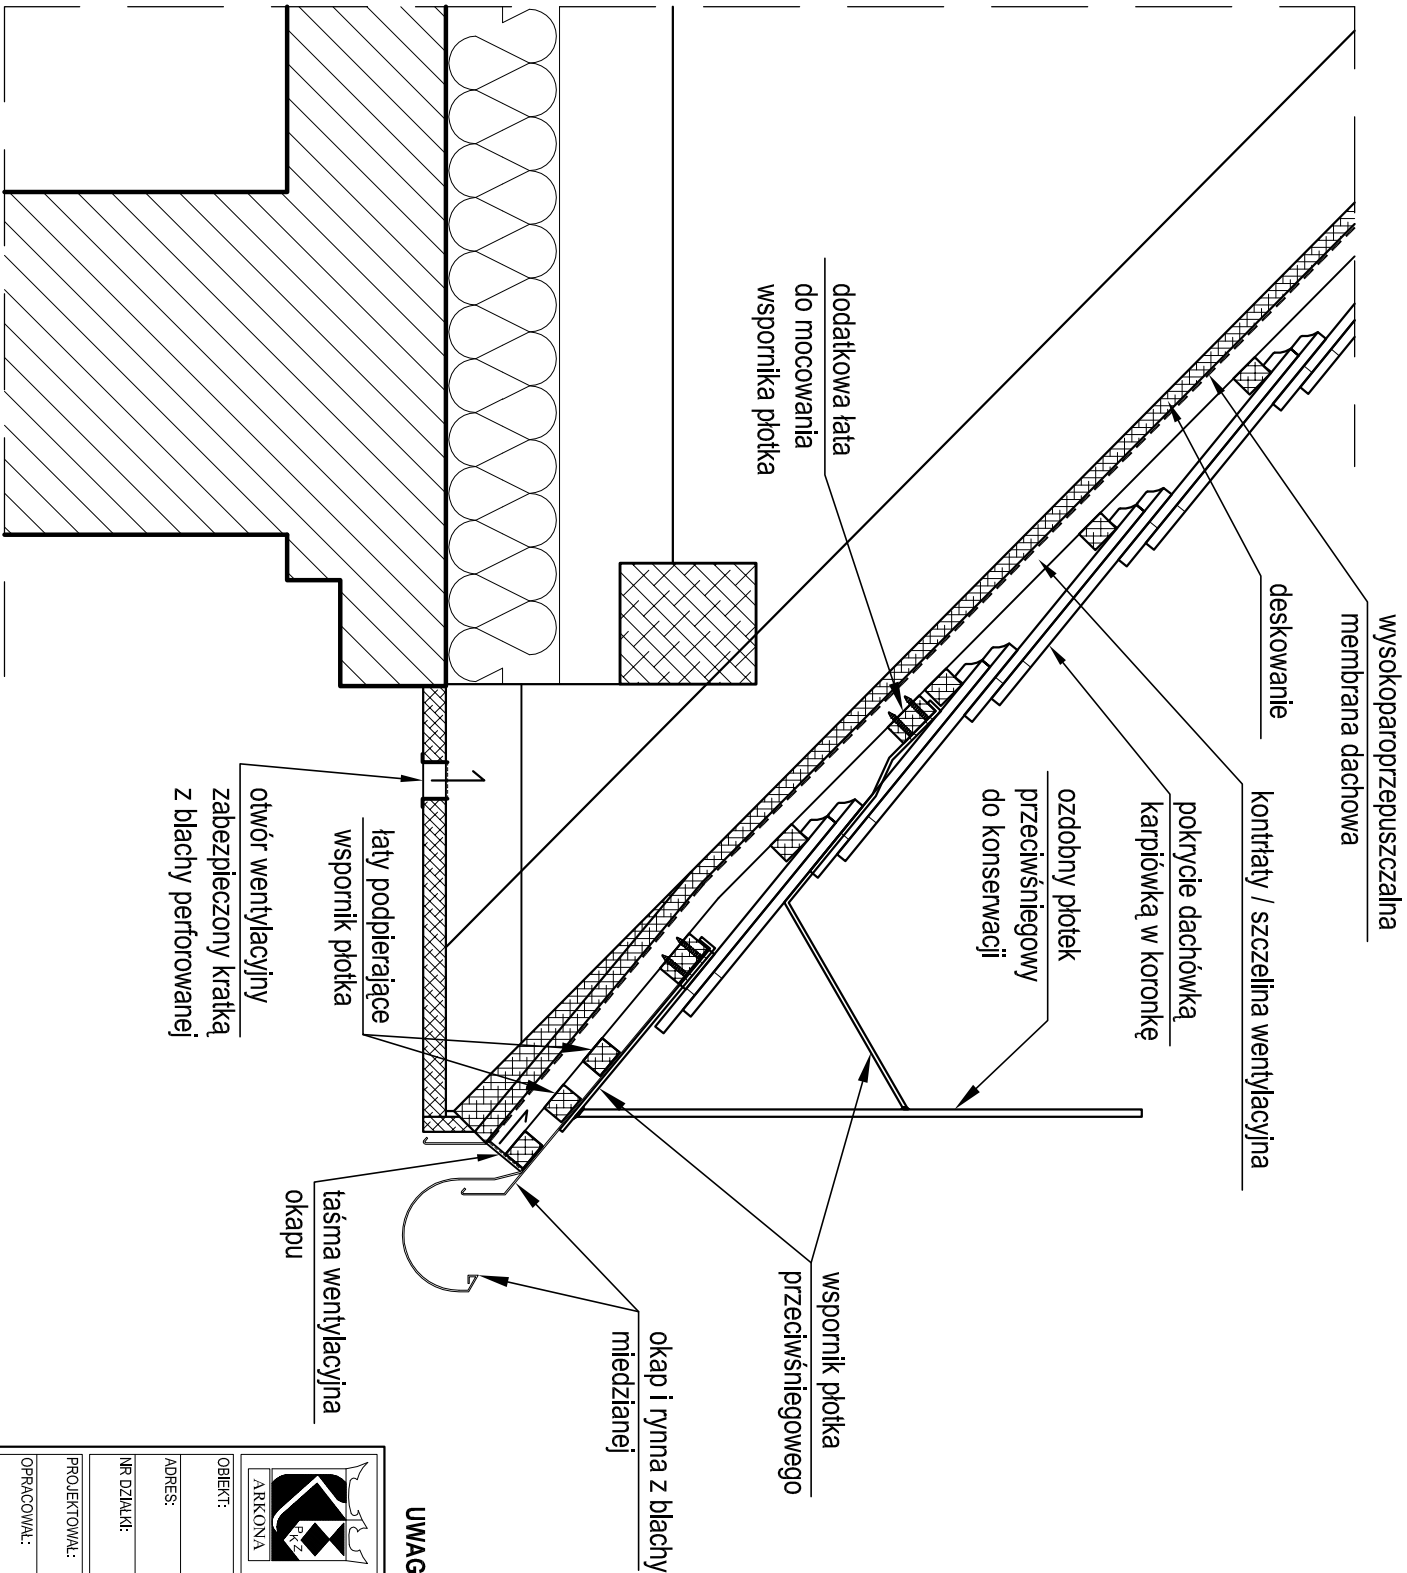 wysokoparoprzepuszczalna
membrana dachowa
deskowanie
kontrłaty / szczelina wentylacyjna
pokrycie dachówką
karpiówką w koronkę
ozdobny płotek
przeciwśniegowy
do konserwacji
dodatkowa łata
do mocowania
wspornika płotka
wspornik płotka
przeciwśniegowego
okap i rynna z blachy
miedzianej
łaty podpierające
wspornik płotka
taśma wentylacyjna
okapu
otwór wentylacyjny
zabezpieczony kratką
z blachy perforowanej
UWAG
PKZ
ARKONA
OBIEKT:
ADRES:
NR DZIAŁKI:
PROJEKTOWAŁ:
OPRACOWAŁ: